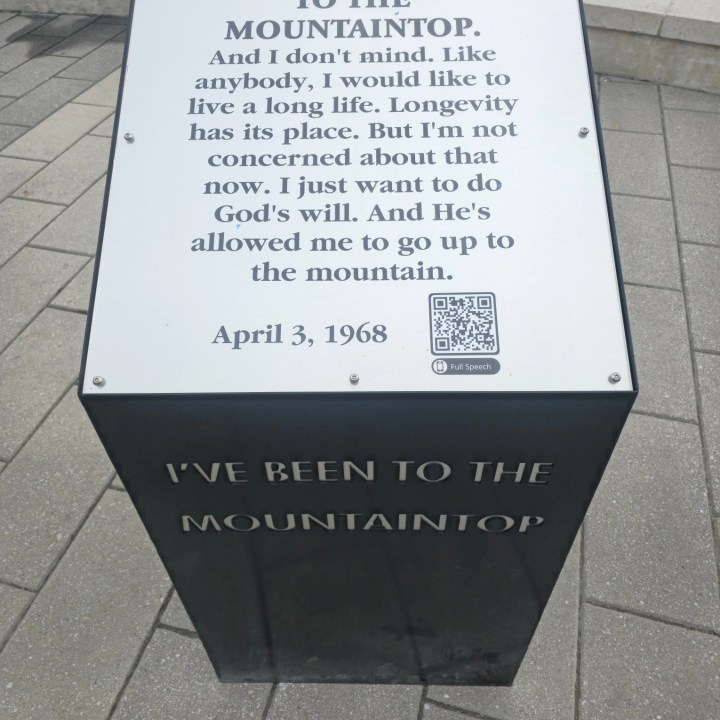 TO THE
MOUNTAINTOP.
And I don't mind. Like
anybody, I would like to
live a long life. Longevity
has its place. But I'm not
concerned about that
now. I just want to do
God's will. And He's
allowed me to go up to
the mountain.
April 3, 1968
Full Speech
I'VE BEEN TO THE
MOUNTAINTOP